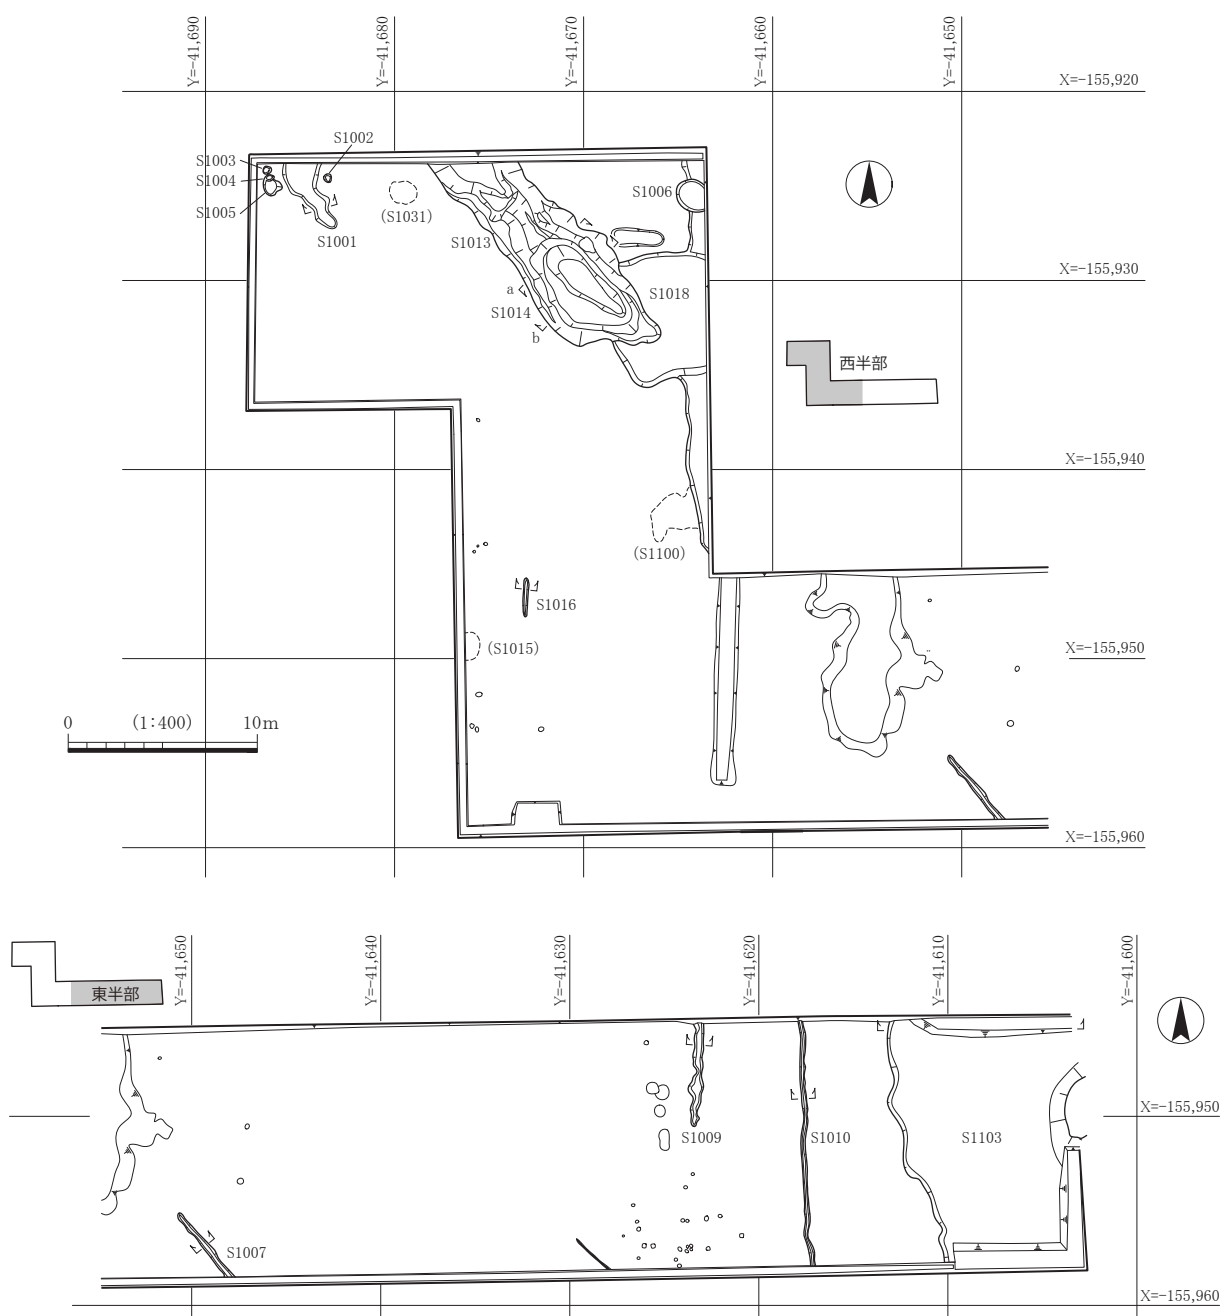 Y=-41,690
Y=-41,680
Y=-41,670
Y=-41,660
Y=-41,650
X=-155,920
S1002
S1003
S1004
S1005
S1001
(S1031)
S1013
S1006
X=-155,930
a
S1014
b
S1018
西半部
X=-155,940
(S1100)
S1016
(S1015)
X=-155,950
0 (1:400) 10m
X=-155,960
東半部
Y=-41,650
Y=-41,640
Y=-41,630
Y=-41,620
Y=-41,610
Y=-41,600
X=-155,950
S1009
S1010
S1103
S1007
X=-155,960